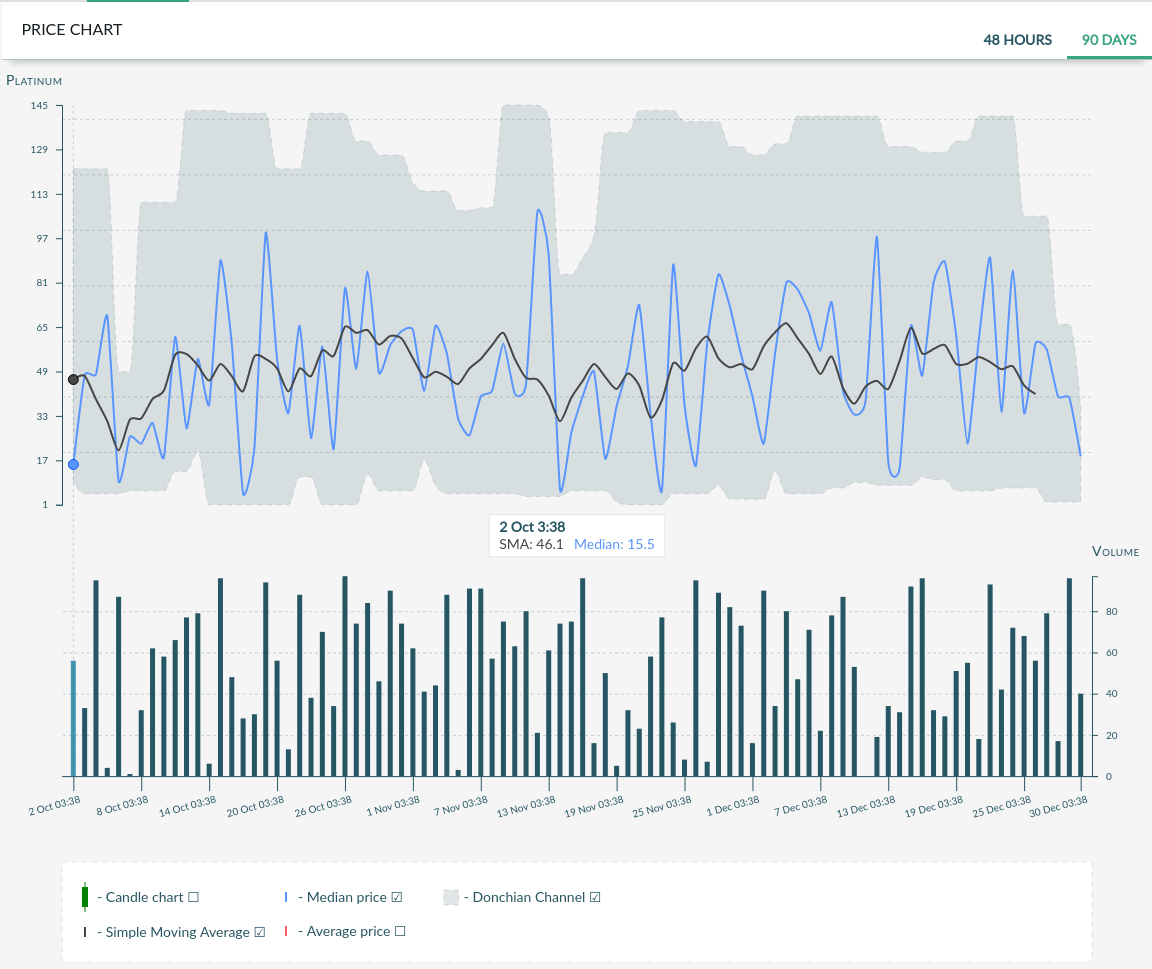 PRICE CHART
48 HOURS 90 DAYS
Platinum
145
129
113
97
81
65
49
33
17
1
2 Oct 3:38
SMA: 46.1 Median: 15.5
Volume
80
60
40
20
0
2 Oct 03:38 8 Oct 03:38 14 Oct 03:38 20 Oct 03:38 26 Oct 03:38 1 Nov 03:38 7 Nov 03:38 13 Nov 03:38 19 Nov 03:38 25 Nov 03:38 1 Dec 03:38 7 Dec 03:38 13 Dec 03:38 19 Dec 03:38 25 Dec 03:38 30 Dec 03:38
- Candle chart ☐ - Median price ☑ - Donchian Channel ☑
- Simple Moving Average ☑ - Average price ☐